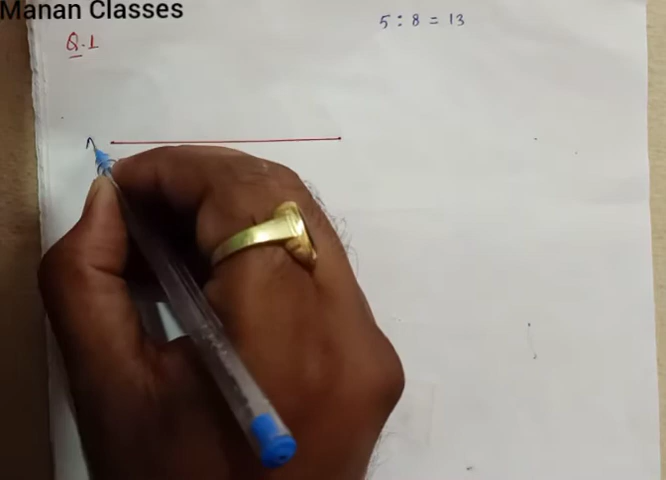 Manan Classes
5 : 8 = 13
Q.1